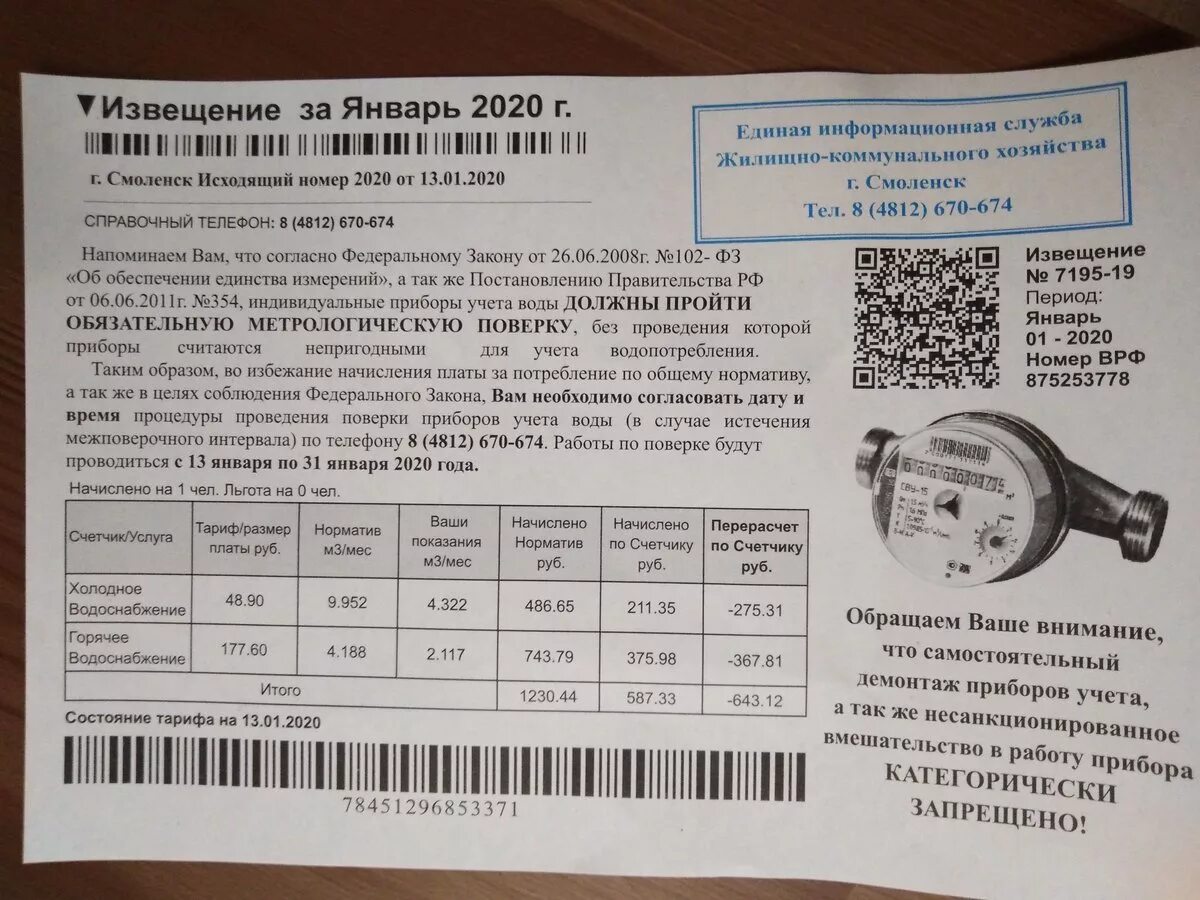 ▼Извещение за Январь 2020 г.
г. Смоленск Исходящий номер 2020 от 13.01.2020
СПРАВОЧНЫЙ ТЕЛЕФОН: 8 (4812) 670-674
Единая информационная служба
Жилищно-коммунального хозяйства
г. Смоленск
Тел. 8 (4812) 670-674
Напоминаем Вам, что согласно Федеральному Закону от 26.06.2008г. №102- ФЗ
«Об обеспечении единства измерений», а так же Постановлению Правительства РФ
от 06.06.2011г. №354, индивидуальные приборы учета воды ДОЛЖНЫ ПРОЙТИ
ОБЯЗАТЕЛЬНУЮ МЕТРОЛОГИЧЕСКУЮ ПОВЕРКУ, без проведения которой
приборы считаются непригодными для учета водопотребления.
Таким образом, во избежание начисления платы за потребление по общему нормативу,
а так же в целях соблюдения Федерального Закона, Вам необходимо согласовать дату и
время процедуры проведения поверки приборов учета воды (в случае истечения
межповерочного интервала) по телефону 8 (4812) 670-674. Работы по поверке будут
проводиться с 13 января по 31 января 2020 года.
Извещение
№ 7195-19
Период:
Январь
01 - 2020
Номер ВРФ
875253778
Начислено на 1 чел. Льгота на 0 чел.
Счетчик/Услуга Тариф/размер платы руб. Норматив м3/мес Ваши показания м3/мес Начислено Норматив руб. Начислено по Счетчику руб. Перерасчет по Счетчику руб.
Холодное Водоснабжение 48.90 9.952 4.322 486.65 211.35 -275.31
Горячее Водоснабжение 177.60 4.188 2.117 743.79 375.98 -367.81
Итого 1230.44 587.33 -643.12
Состояние тарифа на 13.01.2020
78451296853371
СВУ-15
Обращаем Ваше внимание,
что самостоятельный
демонтаж приборов учета,
а так же несанкционированное
вмешательство в работу прибора
КАТЕГОРИЧЕСКИ
ЗАПРЕЩЕНО!